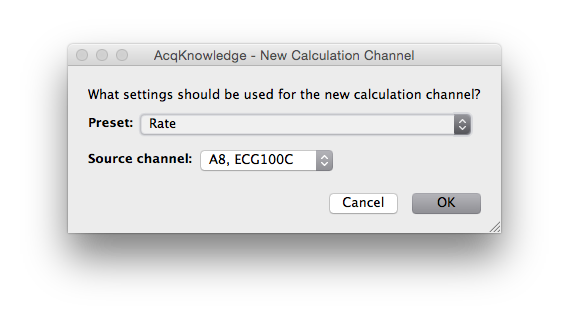 AcqKnowledge - New Calculation Channel
What settings should be used for the new calculation channel?
Preset: Rate
Source channel: A8, ECG100C
Cancel OK